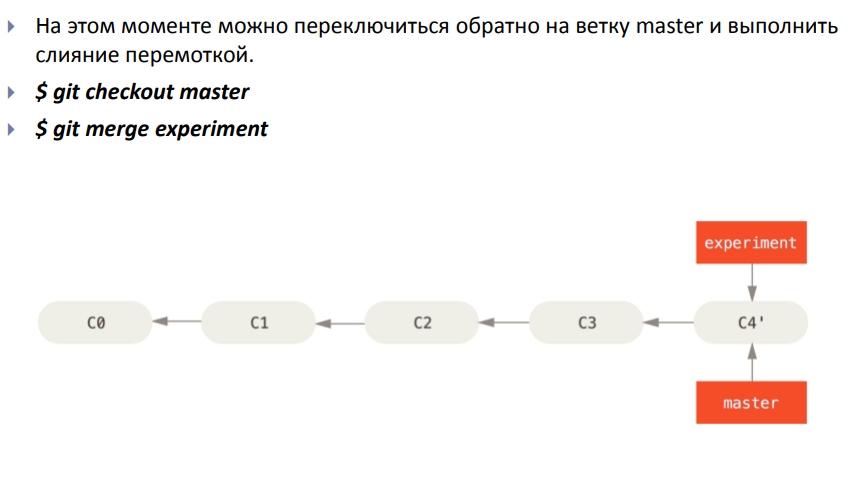 На этом моменте можно переключиться обратно на ветку master и выполнить
слияние перемоткой.
$ git checkout master
$ git merge experiment
experiment
C0 C1 C2 C3 C4'
master